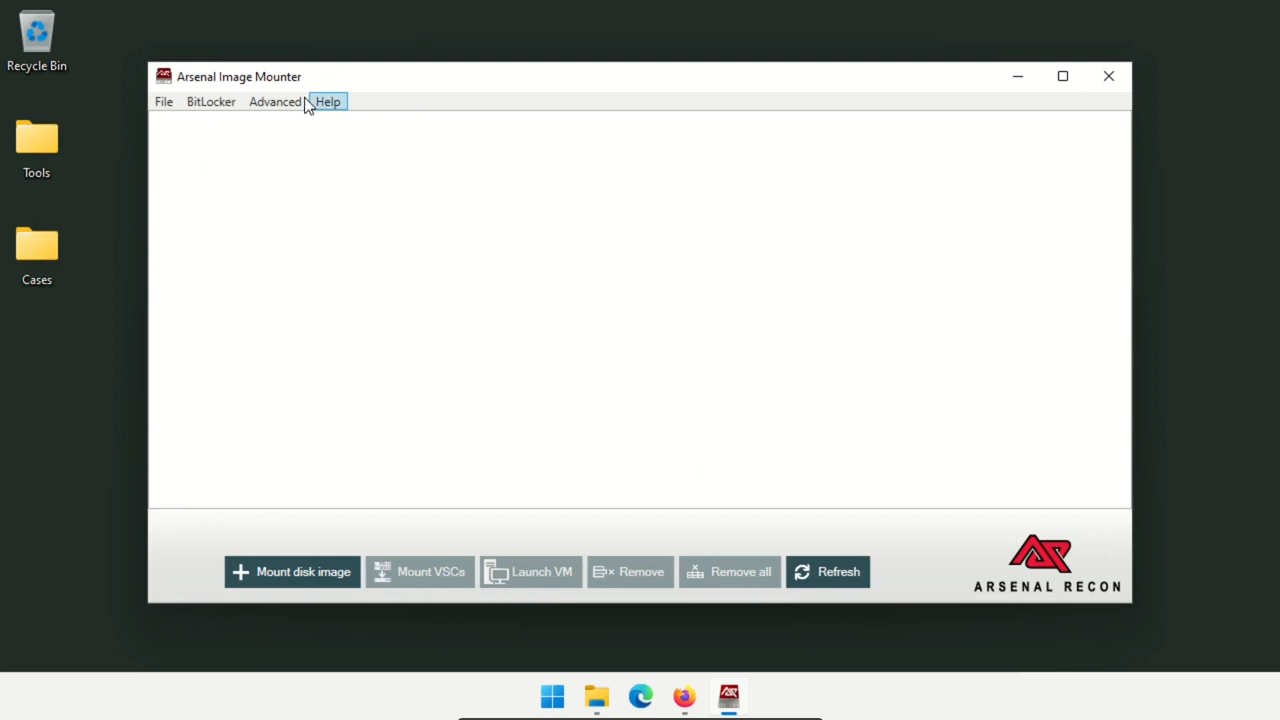 Recycle Bin
Tools
Cases
Arsenal Image Mounter
File BitLocker Advanced Help
Mount disk image Mount VSCs Launch VM Remove Remove all Refresh
ARSENAL RECON